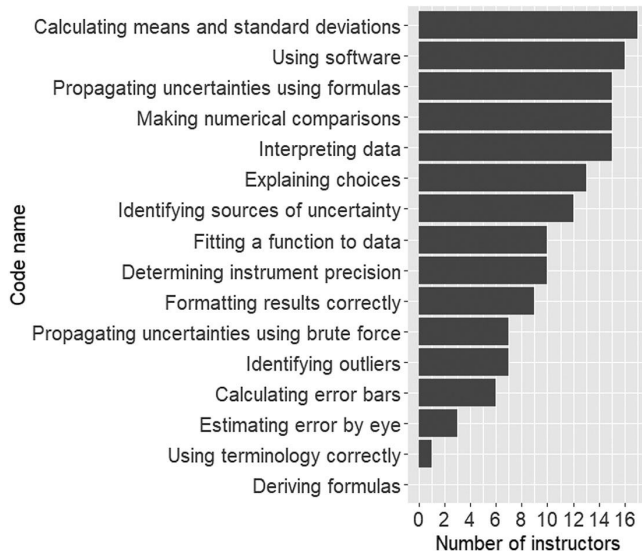 Calculating means and standard deviations
Using software
Propagating uncertainties using formulas
Making numerical comparisons
Interpreting data
Explaining choices
Identifying sources of uncertainty
Fitting a function to data
Determining instrument precision
Formatting results correctly
Propagating uncertainties using brute force
Identifying outliers
Calculating error bars
Estimating error by eye
Using terminology correctly
Deriving formulas
Code name
0 2 4 6 8 10 12 14 16
Number of instructors